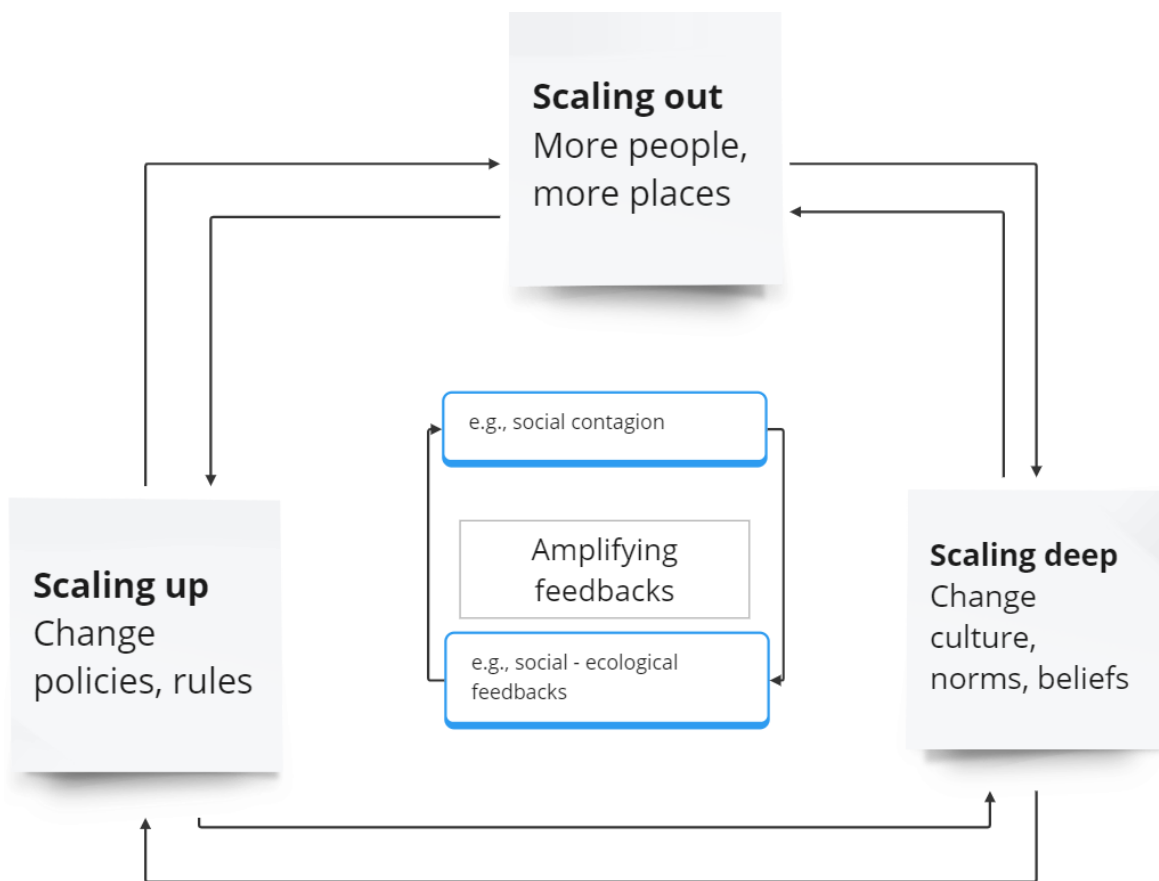 Scaling out
More people,
more places
e.g., social contagion
Amplifying
feedbacks
Scaling up
Change
policies, rules
Scaling deep
Change
culture,
norms, beliefs
e.g., social - ecological
feedbacks